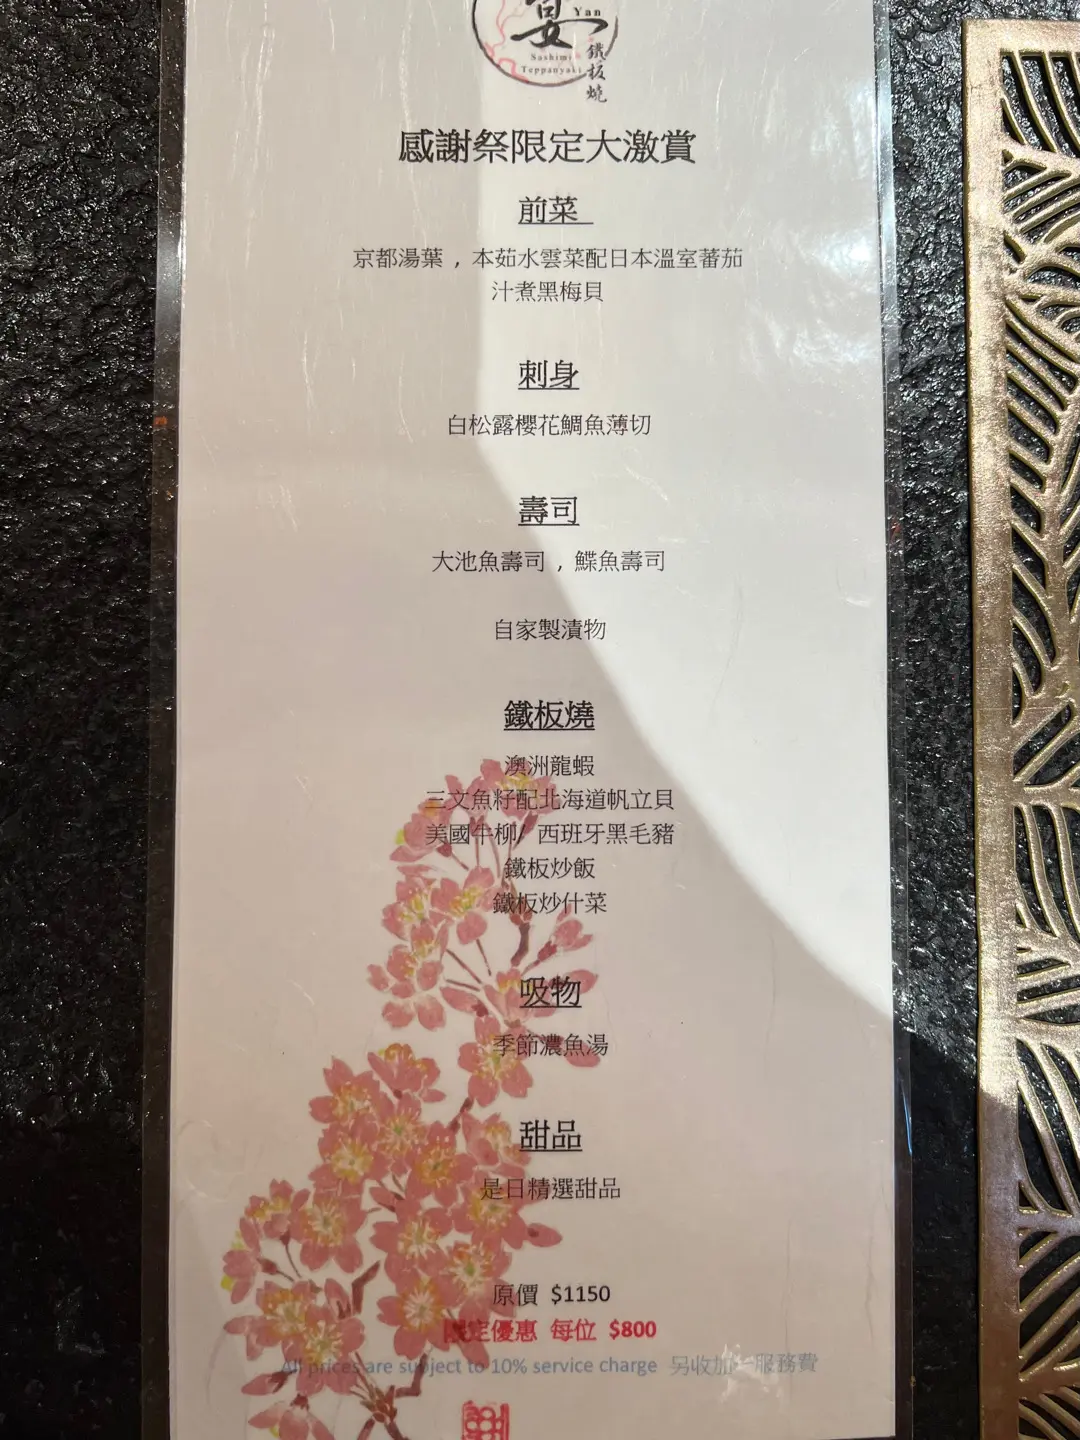 宴
Yan
Sashimi
Teppanyaki
鐵板燒
感謝祭限定大激賞
前菜
京都湯葉，本茹水雲菜配日本溫室蕃茄
汁煮黑梅貝
刺身
白松露櫻花鯛魚薄切
壽司
大池魚壽司，鰈魚壽司
自家製漬物
鐵板燒
澳洲龍蝦
三文魚籽配北海道帆立貝
美國牛柳/ 西班牙黑毛豬
鐵板炒飯
鐵板炒什菜
吸物
季節濃魚湯
甜品
是日精選甜品
原價 $1150
限定優惠 每位 $800
All prices are subject to 10% service charge 另收加一服務費